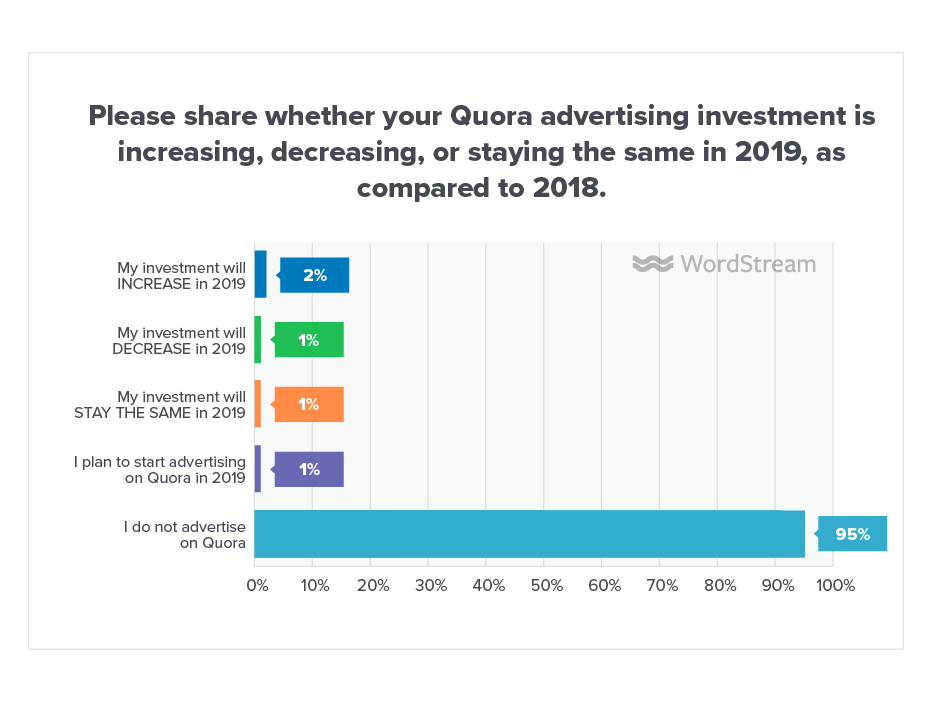 Please share whether your Quora advertising investment is
increasing, decreasing, or staying the same in 2019, as
compared to 2018.
WordStream
My investment will
INCREASE in 2019
2%
My investment will
DECREASE in 2019
1%
My investment will
STAY THE SAME in 2019
1%
I plan to start advertising
on Quora in 2019
1%
I do not advertise
on Quora
95%
0% 10% 20% 30% 40% 50% 60% 70% 80% 90% 100%